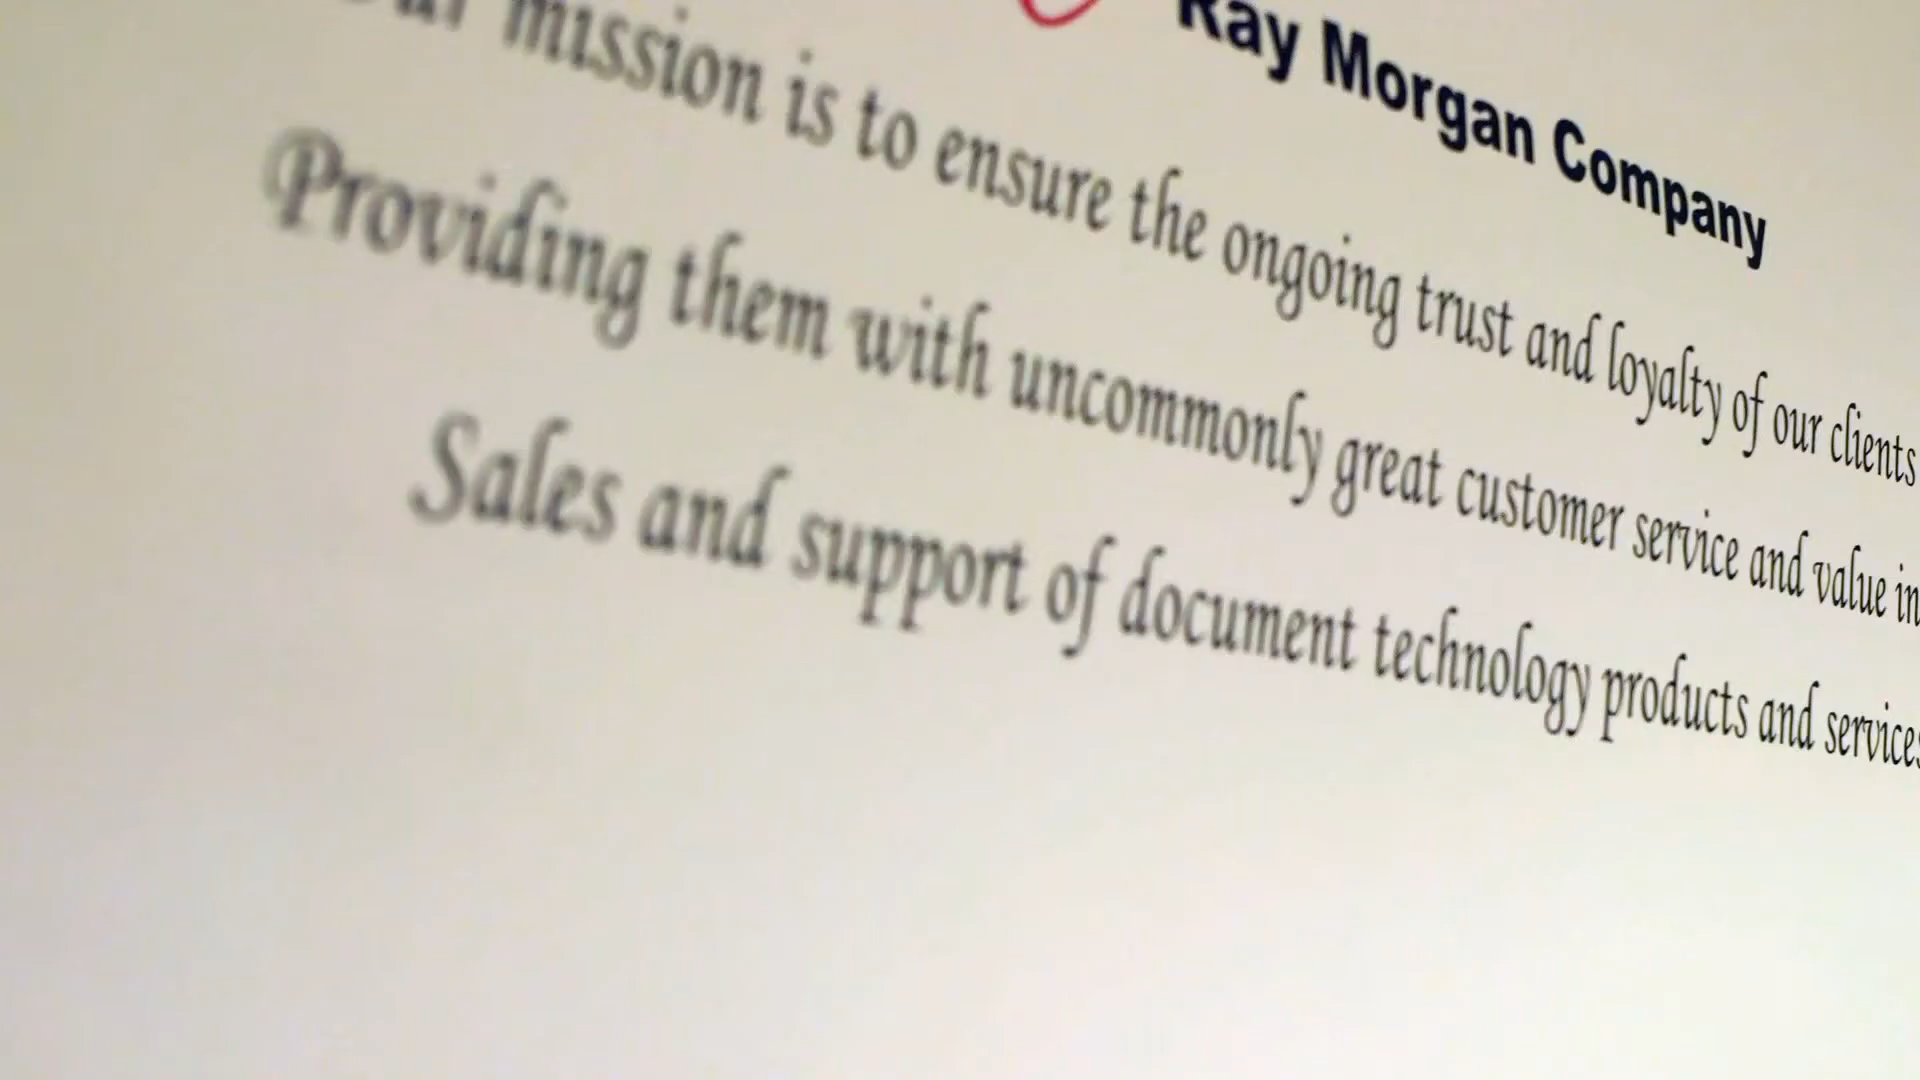 Ray Morgan Company
Our mission is to ensure the ongoing trust and loyalty of our clients
Providing them with uncommonly great customer service and value in
Sales and support of document technology products and services